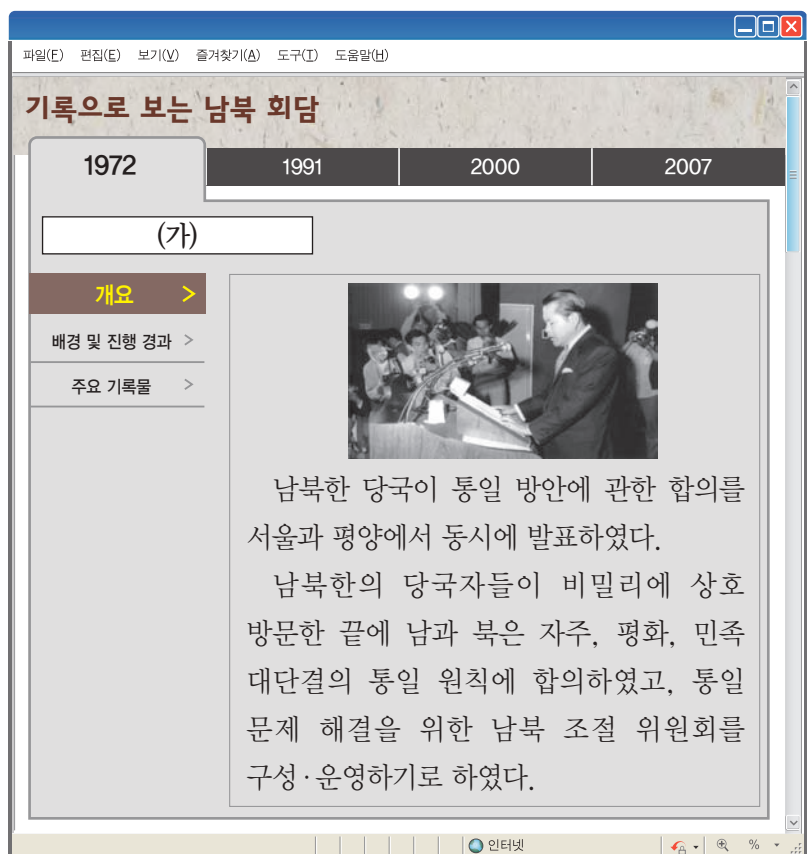 파일(F) 편집(E) 보기(V) 즐겨찾기(A) 도구(T) 도움말(H)
기록으로 보는 남북 회담
1972 1991 2000 2007
(가)
개요 >
배경 및 진행 경과 >
주요 기록물 >
남북한 당국이 통일 방안에 관한 합의를
서울과 평양에서 동시에 발표하였다.
남북한의 당국자들이 비밀리에 상호
방문한 끝에 남과 북은 자주, 평화, 민족
대단결의 통일 원칙에 합의하였고, 통일
문제 해결을 위한 남북 조절 위원회를
구성·운영하기로 하였다.
인터넷 %